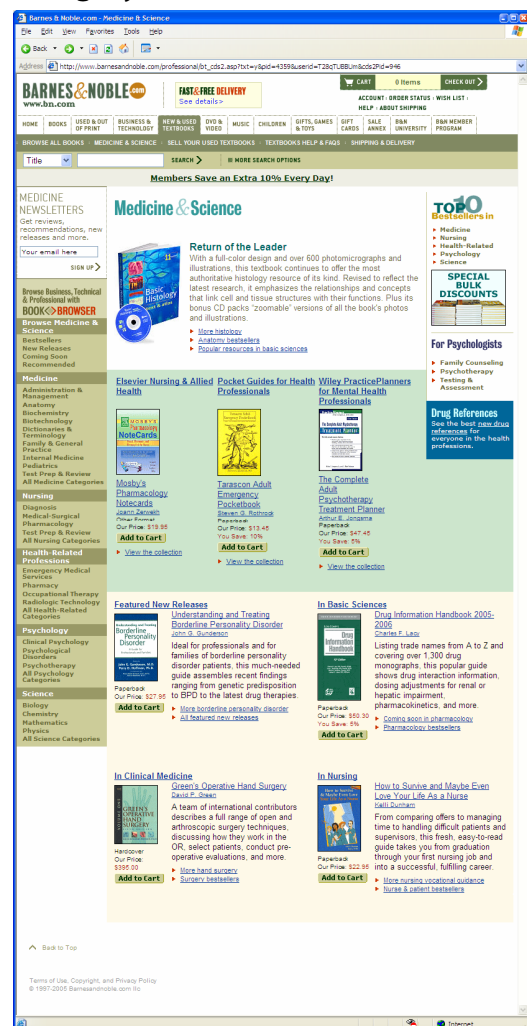 Barnes & Noble.com - Medicine & Science
File Edit View Favorites Tools Help
Back
Address http://www.barnesandnoble.com/professional/bt_cds2.asp?txt=y&pid=4359&userid=T28qTUBBUm&cds2Pid=946
BARNES&NOBLE.com
www.bn.com
FAST&FREE DELIVERY
See details>
CART 0 Items CHECK OUT
ACCOUNT ORDER STATUS WISH LIST
HELP ABOUT SHIPPING
HOME BOOKS USED & OUT OF PRINT BUSINESS & TECHNOLOGY NEW & USED TEXTBOOKS DVD & VIDEO MUSIC CHILDREN GIFTS, GAMES & TOYS GIFT CARDS SALE ANNEX B&N UNIVERSITY B&N MEMBER PROGRAM
BROWSE ALL BOOKS MEDICINE & SCIENCE SELL YOUR USED TEXTBOOKS TEXTBOOKS HELP & FAQS SHIPPING & DELIVERY
Title SEARCH MORE SEARCH OPTIONS
Members Save an Extra 10% Every Day!
MEDICINE
NEWSLETTERS
Get reviews,
recommendations, new
releases and more.
Your email here
SIGN UP
Browse Business, Technical
& Professional with
BOOK BROWSER
Browse Medicine &
Science
Bestsellers
New Releases
Coming Soon
Recommended
Medicine
Administration &
Management
Anatomy
Biochemistry
Biotechnology
Dictionaries &
Terminology
Family & General
Practice
Internal Medicine
Pediatrics
Test Prep & Review
All Medicine Categories
Nursing
Diagnosis
Medical-Surgical
Pharmacology
Test Prep & Review
All Nursing Categories
Health-Related
Professions
Emergency Medical
Services
Pharmacy
Occupational Therapy
Radiologic Technology
All Health-Related
Categories
Psychology
Clinical Psychology
Psychological
Disorders
Psychotherapy
All Psychology
Categories
Science
Biology
Chemistry
Mathematics
Physics
All Science Categories
Medicine & Science
Basic
Histology
Return of the Leader
With a full-color design and over 600 photomicrographs and
illustrations, this textbook continues to offer the most
authoritative histology resource of its kind. Revised to reflect the
latest research, it emphasizes the relationships and concepts
that link cell and tissue structures with their functions. Plus its
bonus CD packs "zoomable" versions of all the book's photos
and illustrations.
More histology
Anatomy bestsellers
Popular resources in basic sciences
Elsevier Nursing & Allied
Health
MOSBY'S
Pharmacology
NoteCards
Mosby's
Pharmacology
Notecards
Joann Zerwekh
Other Format
Our Price: $19.95
Add to Cart
View the collection
Pocket Guides for Health
Professionals
Tarascon Adult
Emergency
Pocketbook
Steven G. Rothrock
Paperback
Our Price: $13.45
You Save: 10%
Add to Cart
View the collection
Wiley PracticePlanners
for Mental Health
Professionals
The Complete
Adult
Psychotherapy
Treatment Planner
Arthur E. Jongsma
Paperback
Our Price: $47.45
You Save: 5%
Add to Cart
View the collection
Featured New Releases
Borderline
Personality
Disorder
Paperback
Our Price: $27.95
Add to Cart
Understanding and Treating
Borderline Personality Disorder
John G. Gunderson
Ideal for professionals and for
families of borderline personality
disorder patients, this much-needed
guide assembles recent findings
ranging from genetic predisposition
to BPD to the latest drug therapies.
More borderline personality disorder
All featured new releases
In Basic Sciences
Drug
Information
Handbook
Paperback
Our Price: $50.30
You Save: 5%
Add to Cart
Drug Information Handbook 2005-
2006
Charles F. Lacy
Listing trade names from A to Z and
covering over 1,300 drug
monographs, this popular guide
shows drug interaction information,
dosing adjustments for renal or
hepatic impairment,
pharmacokinetics, and more.
Coming soon in pharmacology
Pharmacology bestsellers
In Clinical Medicine
GREEN'S
OPERATIVE
HAND
SURGERY
Hardcover
Our Price:
$395.00
Add to Cart
Green's Operative Hand Surgery
David P. Green
A team of international contributors
describes a full range of open and
arthroscopic surgery techniques,
discussing how they work in the
OR, select patients, conduct pre-
operative evaluations, and more.
More hand surgery
Surgery bestsellers
In Nursing
Paperback
Our Price: $22.95
Add to Cart
How to Survive and Maybe Even
Love Your Life As a Nurse
Kelli Dunham
From comparing offers to managing
time to handling difficult patients and
supervisors, this fresh, easy-to-read
guide takes you from graduation
through your first nursing job and
into a successful, fulfilling career.
More nursing vocational guidance
Nurse & patient bestsellers
TOP 10
Bestsellers in
Medicine
Nursing
Health-Related
Psychology
Science
SPECIAL
BULK
DISCOUNTS
For Psychologists
Family Counseling
Psychotherapy
Testing &
Assessment
Drug References
See the best new drug
references for
everyone in the health
professions.
Back to Top
Terms of Use, Copyright, and Privacy Policy
© 1997-2005 Barnesandnoble.com llc
Internet